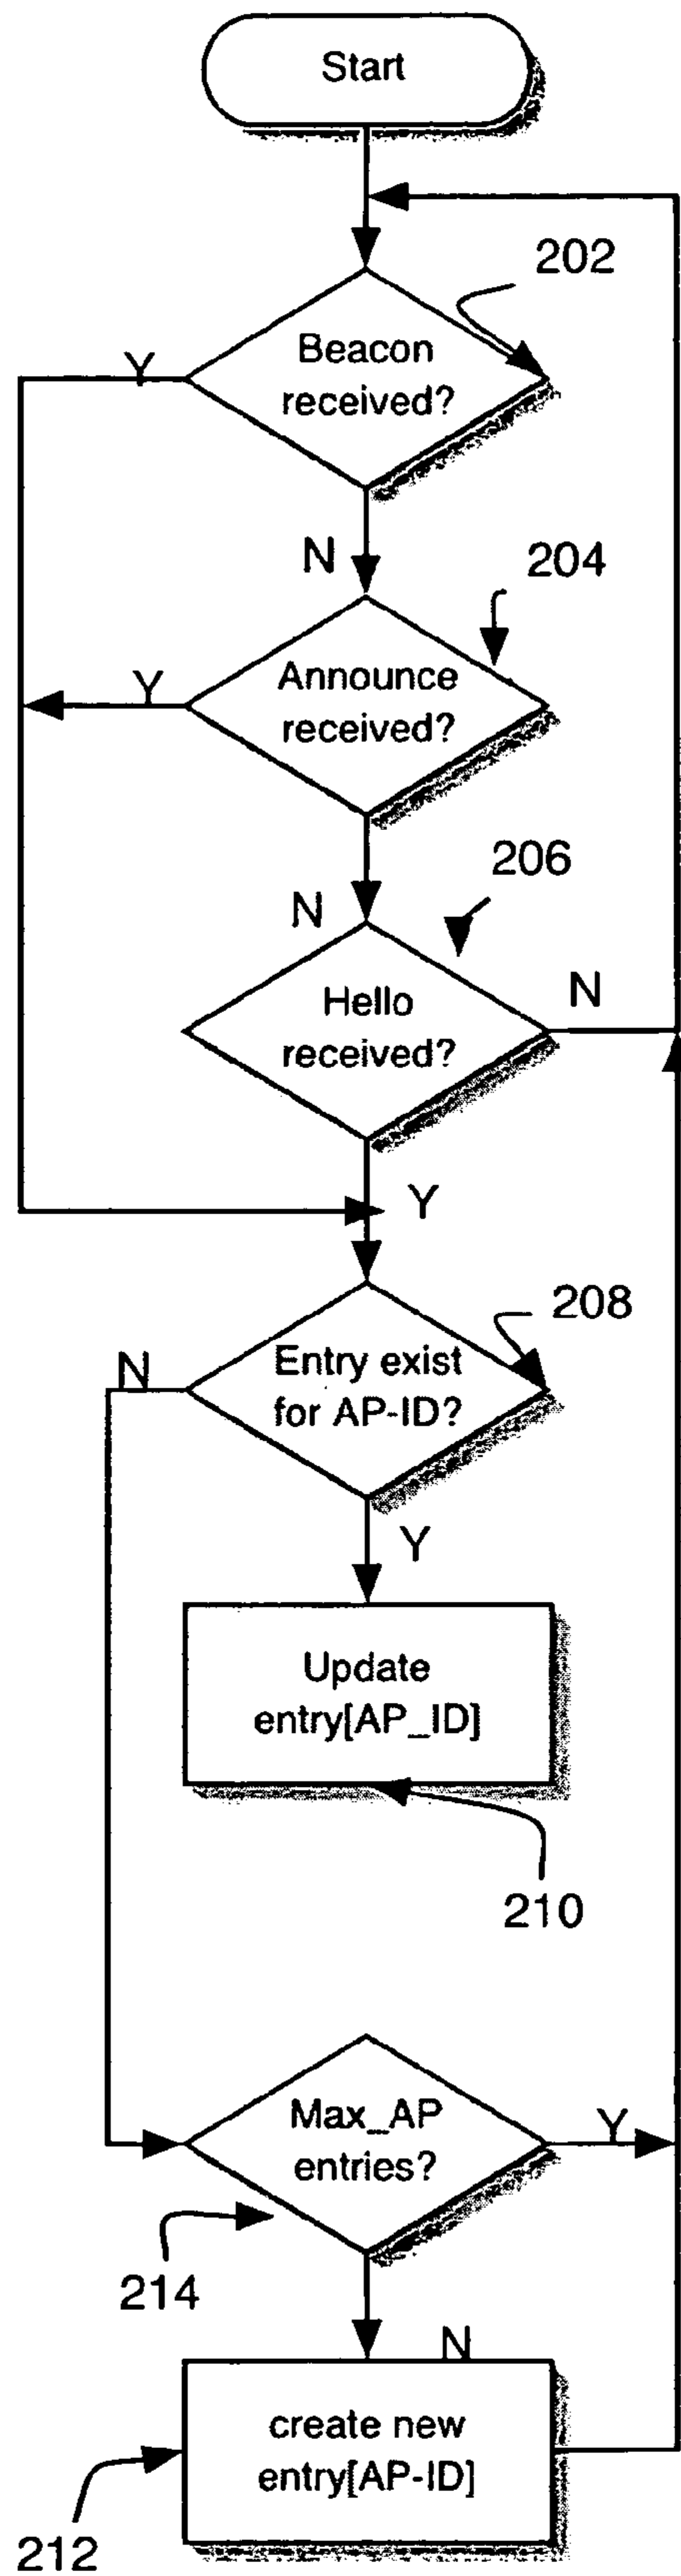 Start
202
Beacon
received?
Y
N
204
Announce
received?
Y
206
N
Hello
received?
N
Y
208
Entry exist
for AP-ID?
N
Y
Update
entry[AP_ID]
210
Max_AP
entries?
Y
214
N
create new
entry[AP-ID]
212